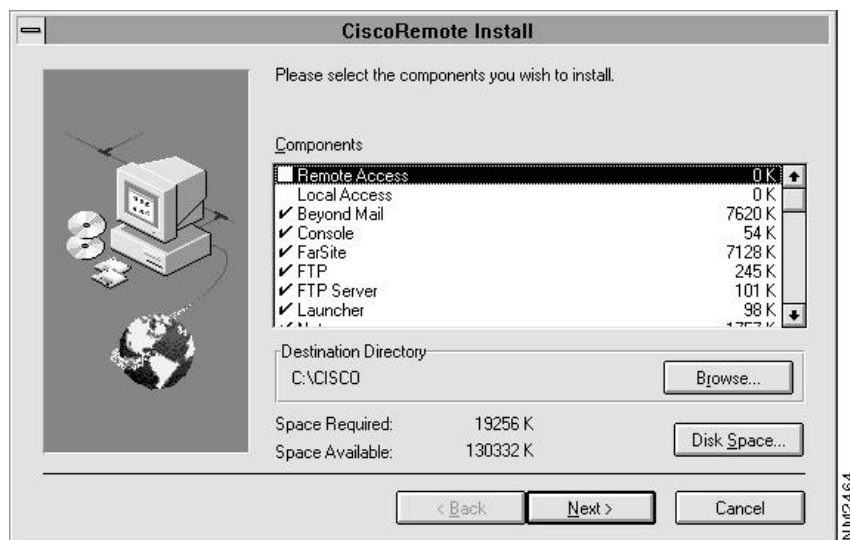 CiscoRemote Install
Please select the components you wish to install.
Components
Remote Access 0 K
Local Access 0 K
✔ Beyond Mail 7620 K
✔ Console 54 K
✔ FarSite 7128 K
✔ FTP 245 K
✔ FTP Server 101 K
✔ Launcher 98 K
Destination Directory
C:\CISCO
Browse...
Space Required: 19256 K
Space Available: 130332 K
Disk Space...
< Back
Next >
Cancel
NM2464